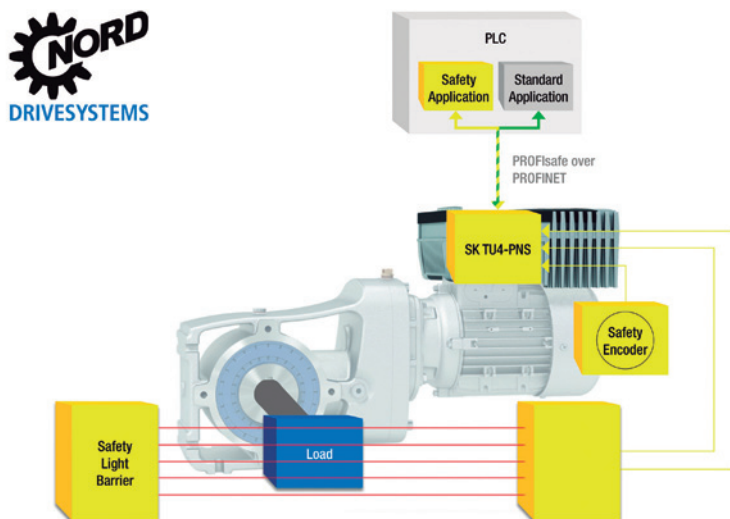 NORD
DRIVESYSTEMS
PLC
Safety
Application
Standard
Application
PROFIsafe over
PROFINET
SK TU4-PNS
Safety
Encoder
Safety
Light
Barrier
Load